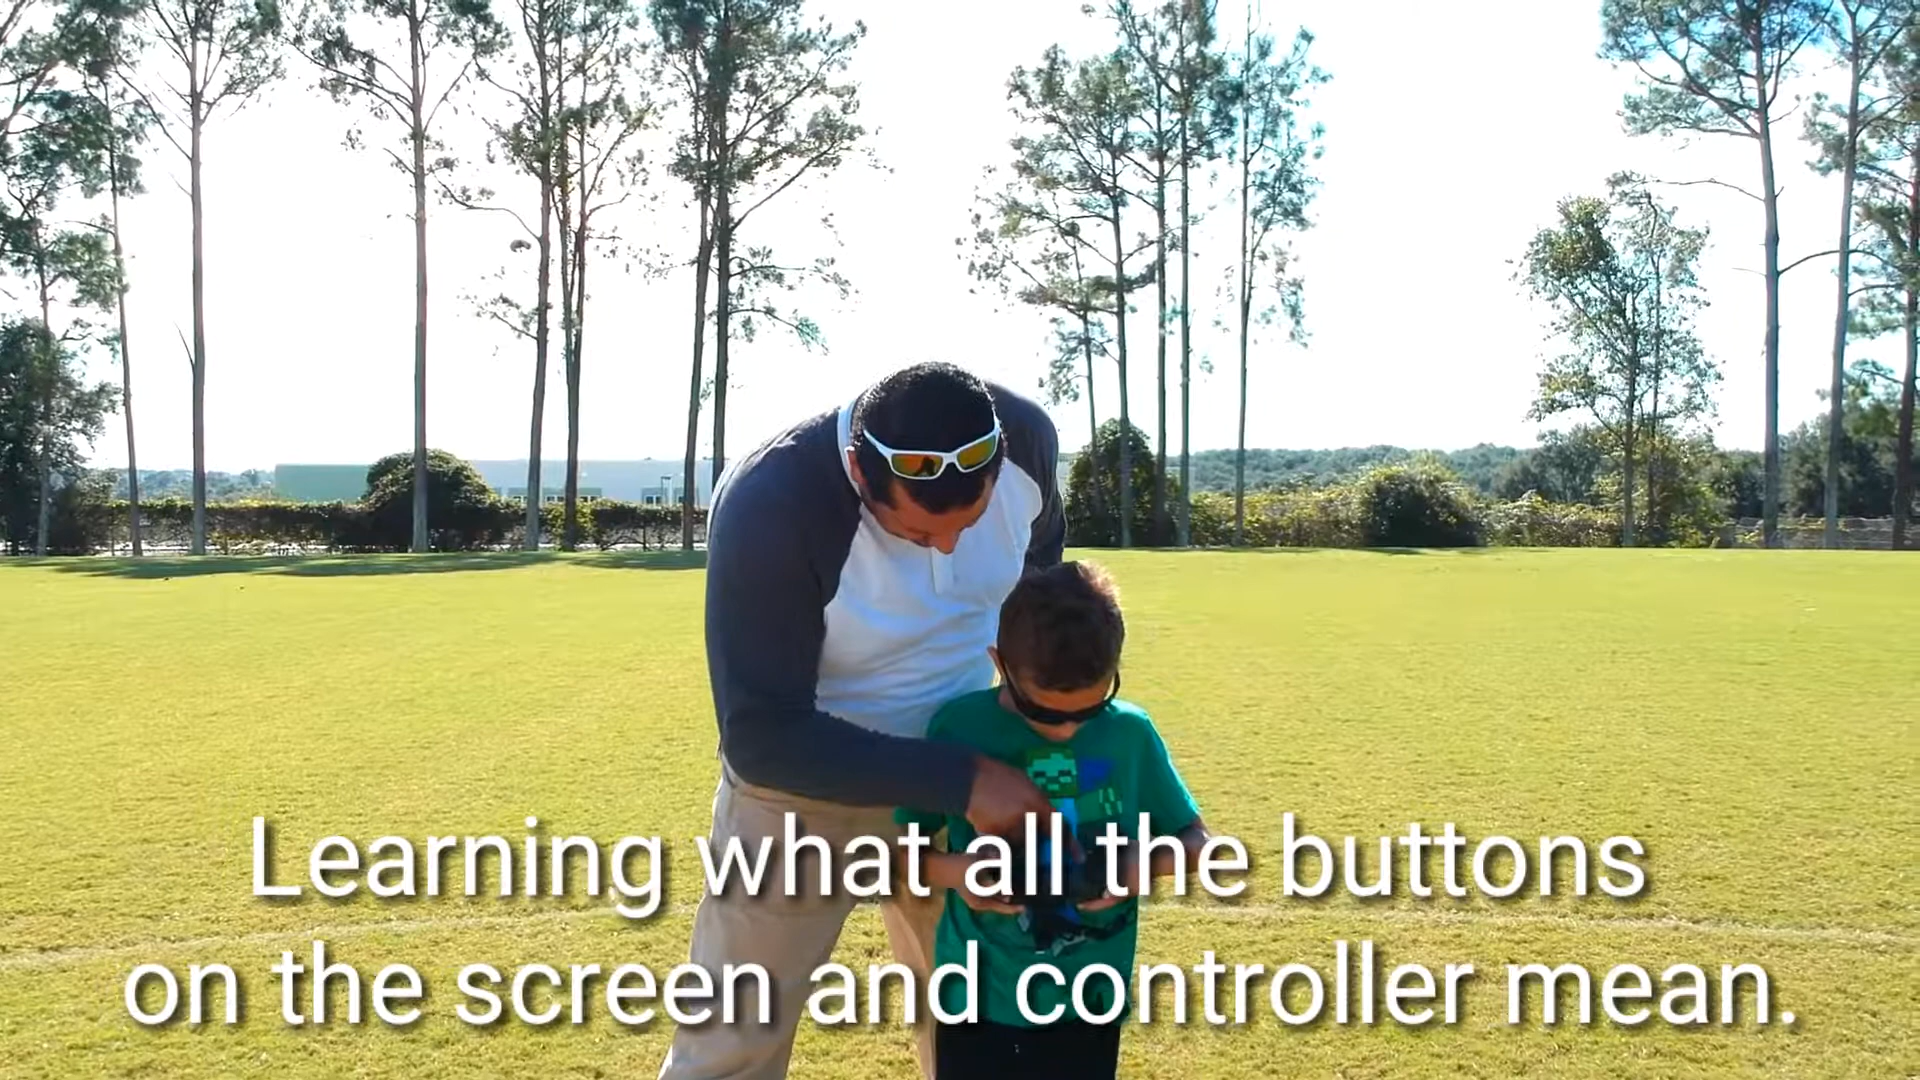 Learning what all the buttons
on the screen and controller mean.